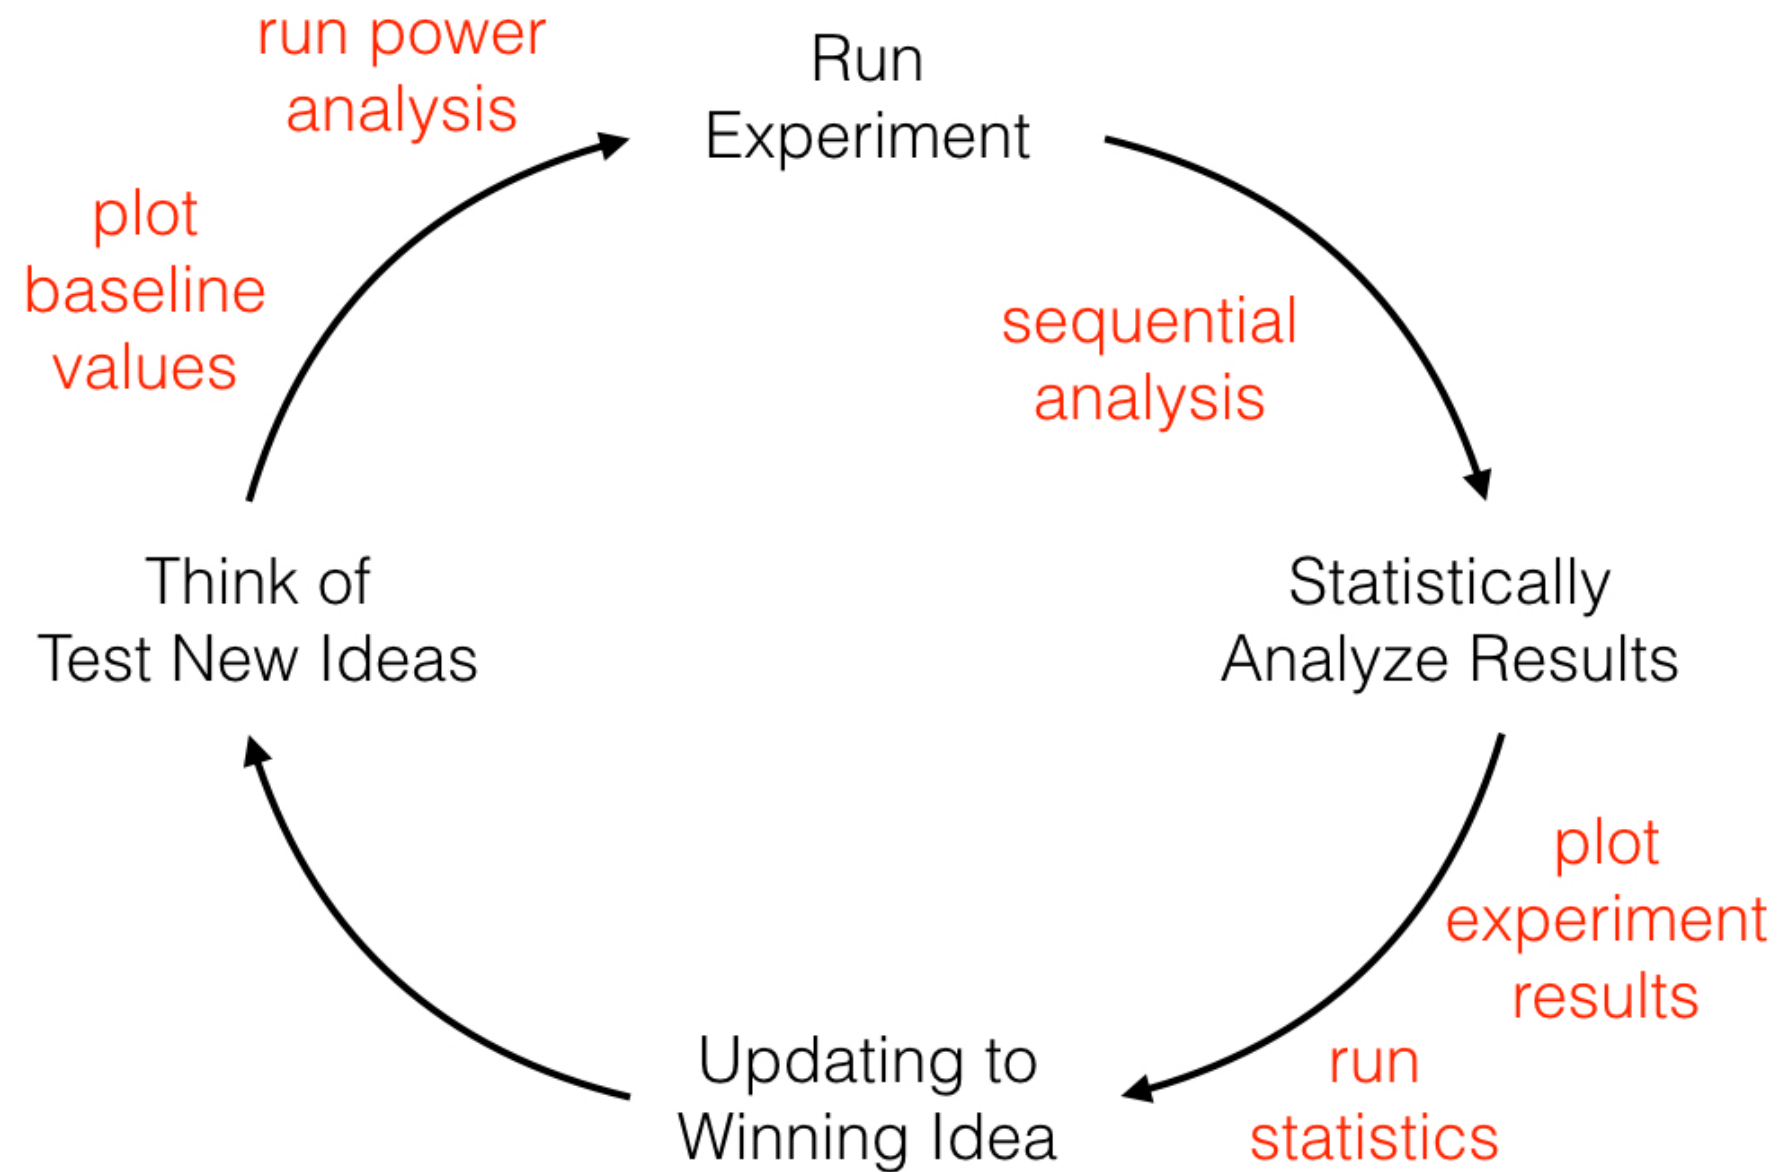 run power
analysis
Run
Experiment
plot
baseline
values
sequential
analysis
Think of
Test New Ideas
Statistically
Analyze Results
plot
experiment
results
Updating to
Winning Idea
run
statistics